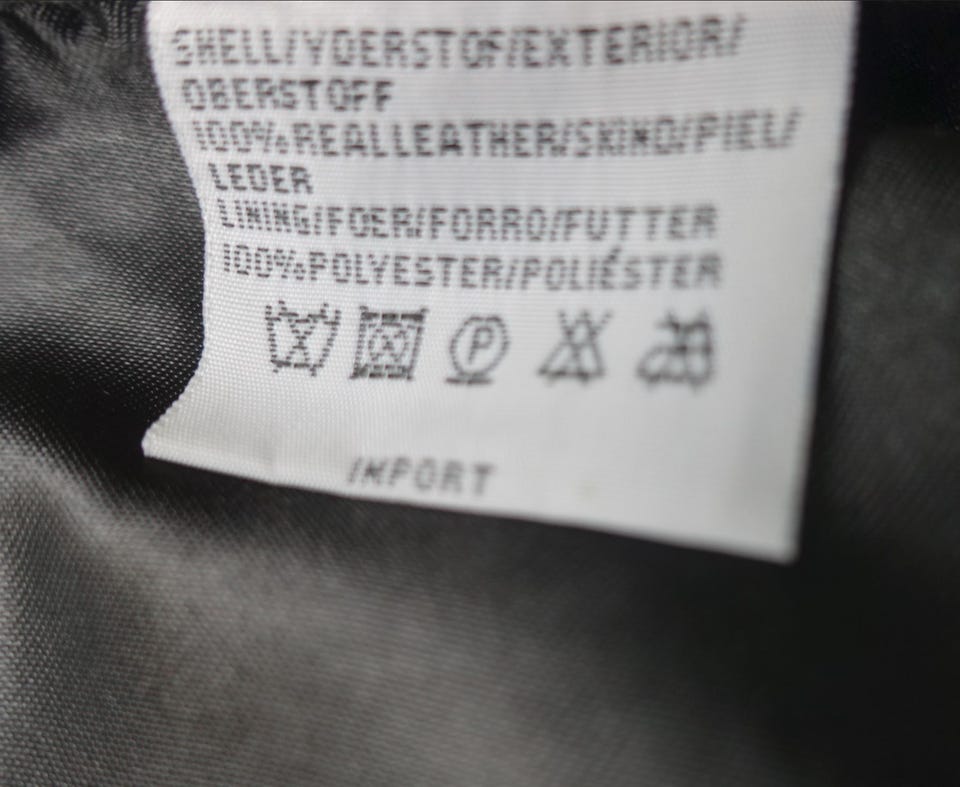 SHELL/YDERSTOF/EXTERIOR/
OBERSTOFF
100%REALLEATHER/SKIND/PIEL/
LEDER
LINING/FOER/FORRO/FUTTER
100%POLYESTER/POLIÉSTER
P
IMPORT